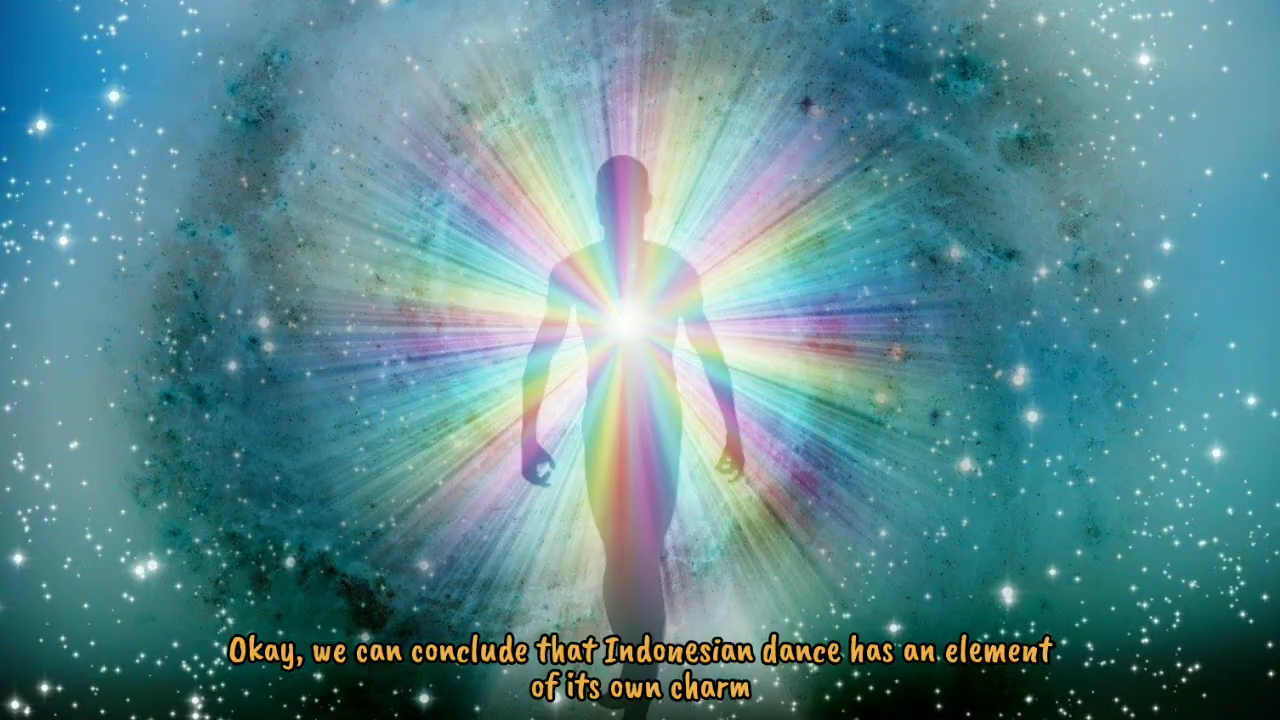 Okay, we can conclude that Indonesian dance has an element
of its own charm